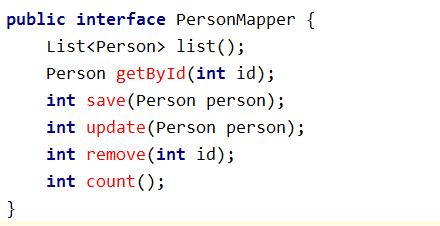 public interface PersonMapper {
    List<Person> list();
    Person getById(int id);
    int save(Person person);
    int update(Person person);
    int remove(int id);
    int count();
}